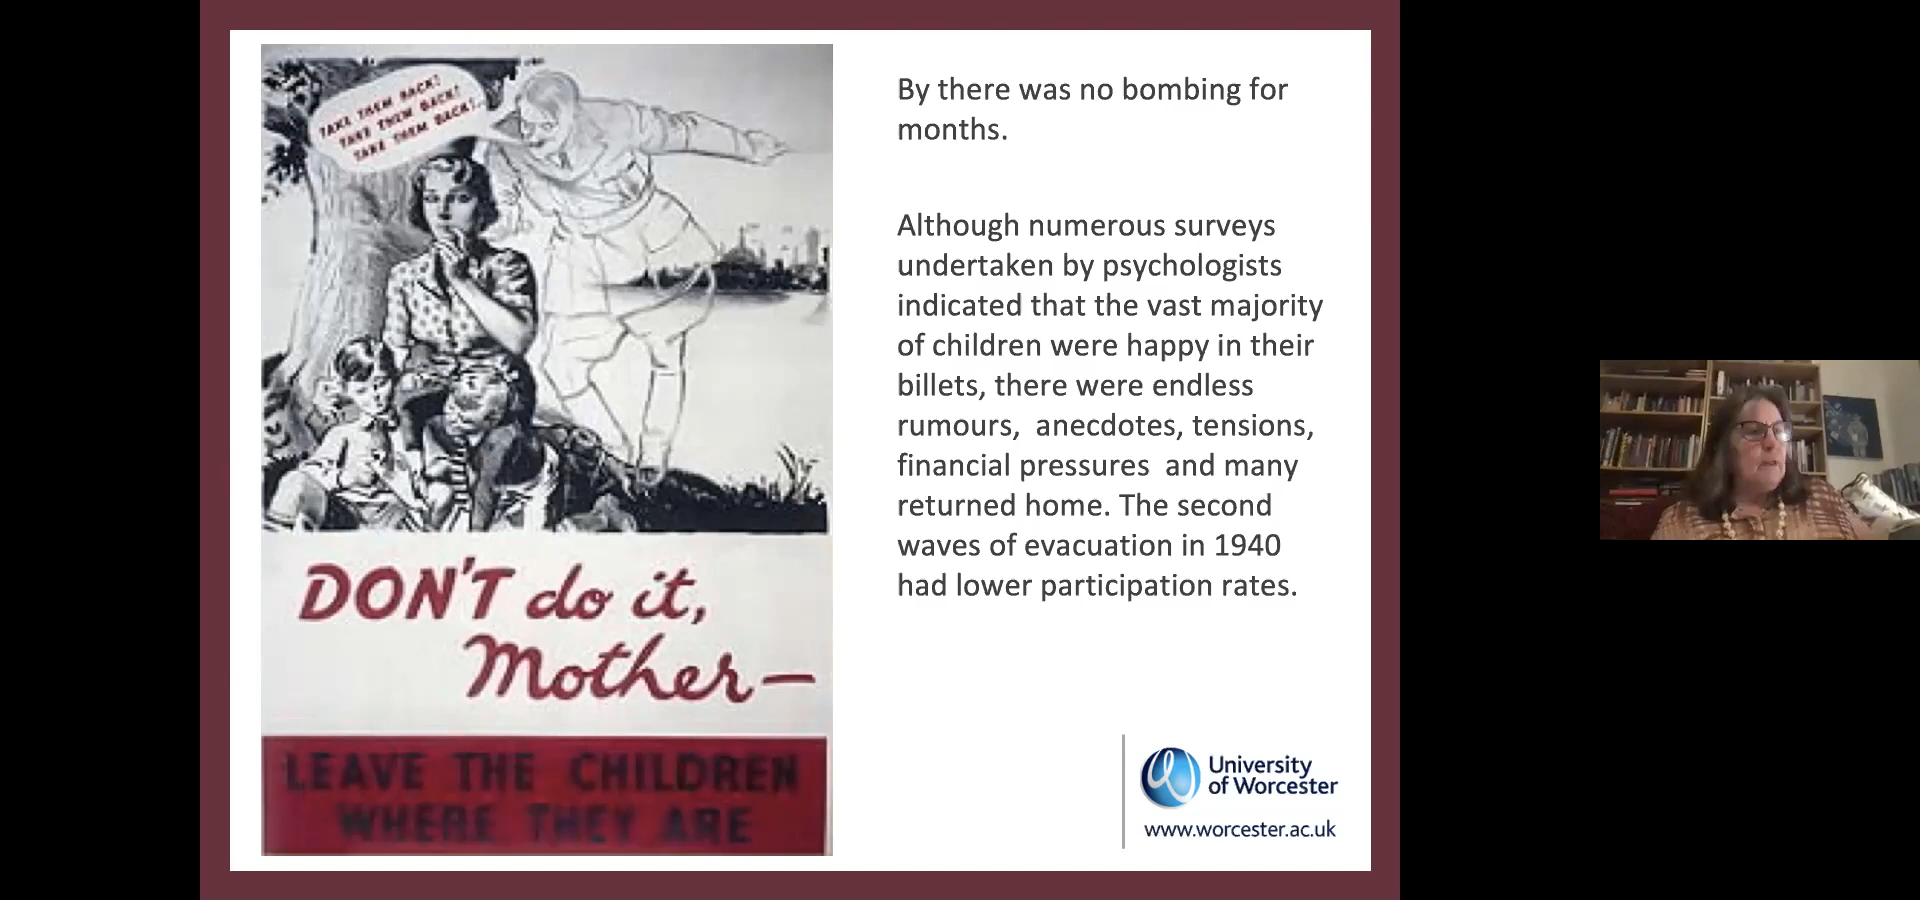 TAKE THEM BACK!
TAKE THEM BACK!
TAKE THEM BACK!..
DON'T do it,
Mother—
LEAVE THE CHILDREN
WHERE THEY ARE
By there was no bombing for
months.
Although numerous surveys
undertaken by psychologists
indicated that the vast majority
of children were happy in their
billets, there were endless
rumours,  anecdotes, tensions,
financial pressures  and many
returned home. The second
waves of evacuation in 1940
had lower participation rates.
University
of Worcester
www.worcester.ac.uk